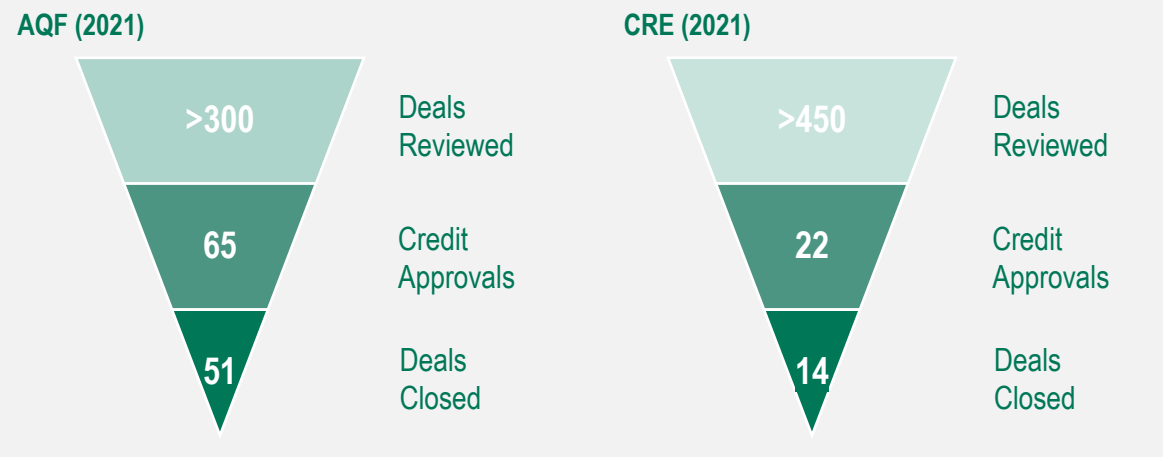 AQF (2021)
>300
Deals
Reviewed
65
Credit
Approvals
51
Deals
Closed
CRE (2021)
>450
Deals
Reviewed
22
Credit
Approvals
14
Deals
Closed